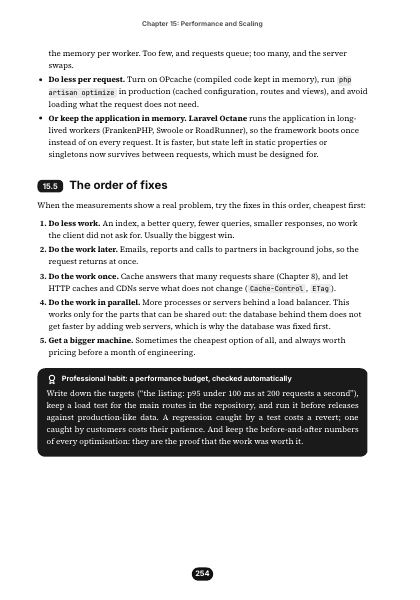 Chapter 15: Performance and Scaling
the memory per worker. Too few, and requests queue; too many, and the server
swaps.
• Do less per request. Turn on OPcache (compiled code kept in memory), run php
artisan optimize in production (cached configuration, routes and views), and avoid
loading what the request does not need.
• Or keep the application in memory. Laravel Octane runs the application in long-
lived workers (FrankenPHP, Swoole or RoadRunner), so the framework boots once
instead of on every request. It is faster, but state left in static properties or
singletons now survives between requests, which must be designed for.
15.5 The order of fixes
When the measurements show a real problem, try the fixes in this order, cheapest first:
1. Do less work. An index, a better query, fewer queries, smaller responses, no work
the client did not ask for. Usually the biggest win.
2. Do the work later. Emails, reports and calls to partners in background jobs, so the
request returns at once.
3. Do the work once. Cache answers that many requests share (Chapter 8), and let
HTTP caches and CDNs serve what does not change (Cache-Control, ETag).
4. Do the work in parallel. More processes or servers behind a load balancer. This
works only for the parts that can be shared out: the database behind them does not
get faster by adding web servers, which is why the database was fixed first.
5. Get a bigger machine. Sometimes the cheapest option of all, and always worth
pricing before a month of engineering.
Professional habit: a performance budget, checked automatically
Write down the targets (“the listing: p95 under 100 ms at 200 requests a second”),
keep a load test for the main routes in the repository, and run it before releases
against production-like data. A regression caught by a test costs a revert; one
caught by customers costs their patience. And keep the before-and-after numbers
of every optimisation: they are the proof that the work was worth it.
254